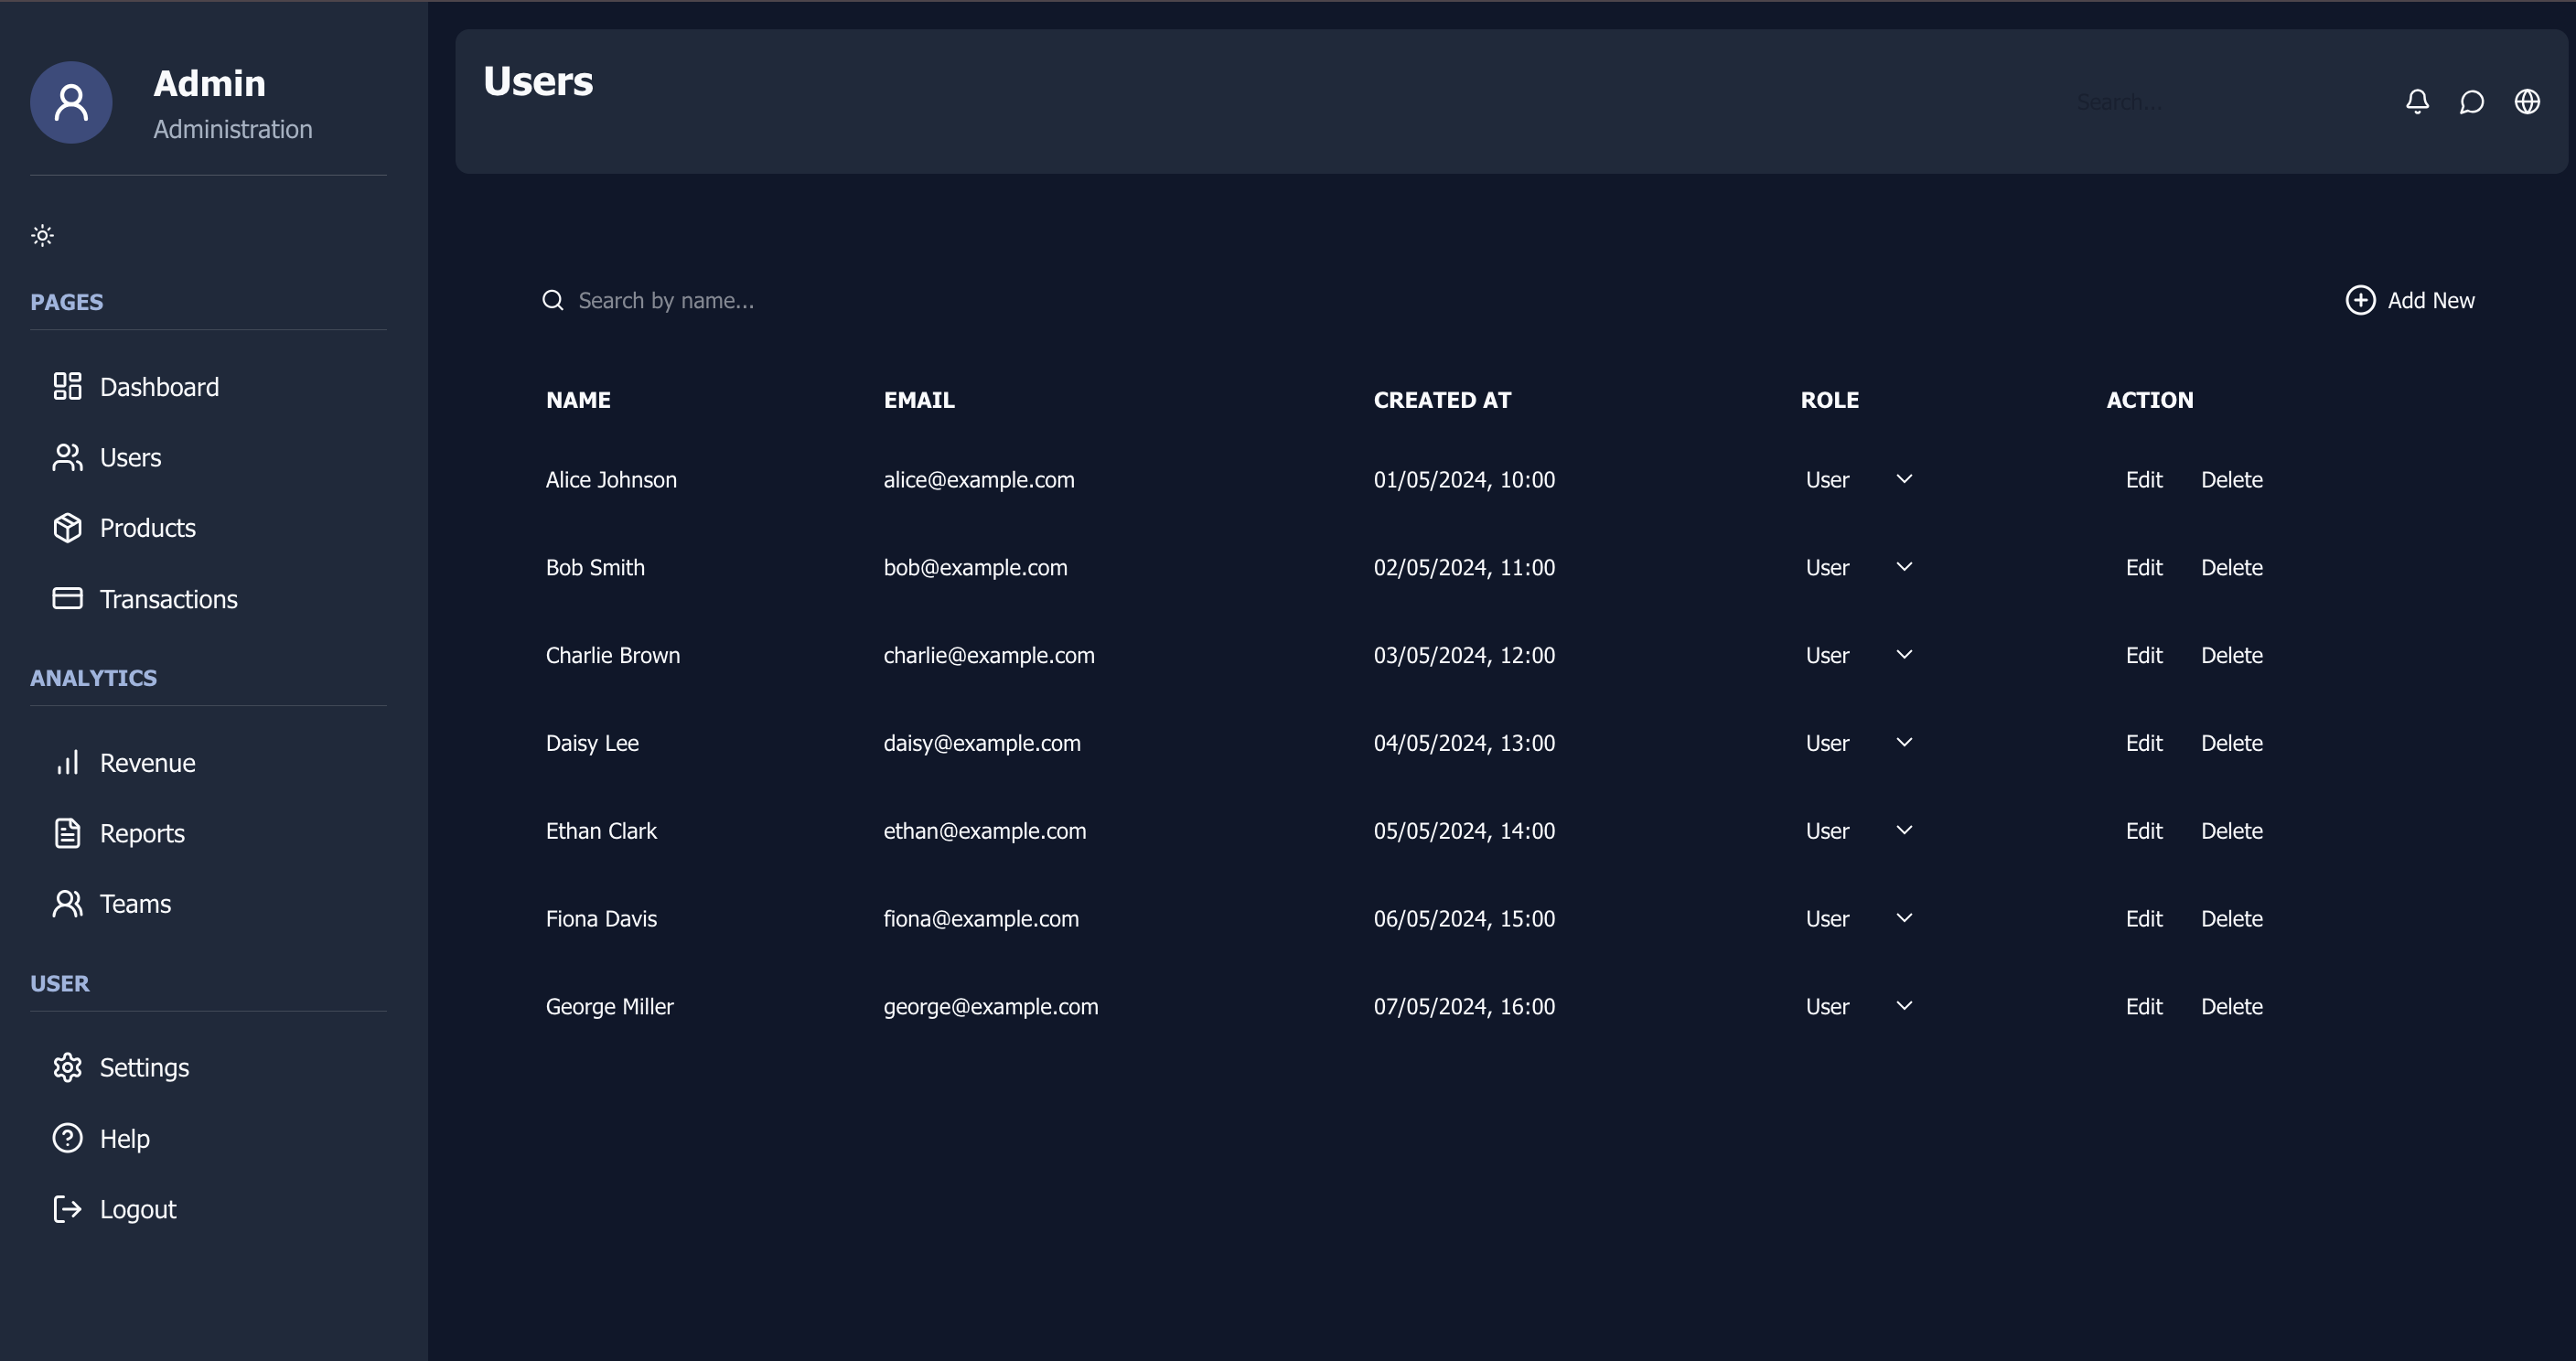 Admin
Administration
PAGES
Dashboard
Users
Products
Transactions
ANALYTICS
Revenue
Reports
Teams
USER
Settings
Help
Logout
Users
Search...
Search by name...
Add New
NAME EMAIL CREATED AT ROLE ACTION
Alice Johnson alice@example.com 01/05/2024, 10:00 User Edit Delete
Bob Smith bob@example.com 02/05/2024, 11:00 User Edit Delete
Charlie Brown charlie@example.com 03/05/2024, 12:00 User Edit Delete
Daisy Lee daisy@example.com 04/05/2024, 13:00 User Edit Delete
Ethan Clark ethan@example.com 05/05/2024, 14:00 User Edit Delete
Fiona Davis fiona@example.com 06/05/2024, 15:00 User Edit Delete
George Miller george@example.com 07/05/2024, 16:00 User Edit Delete